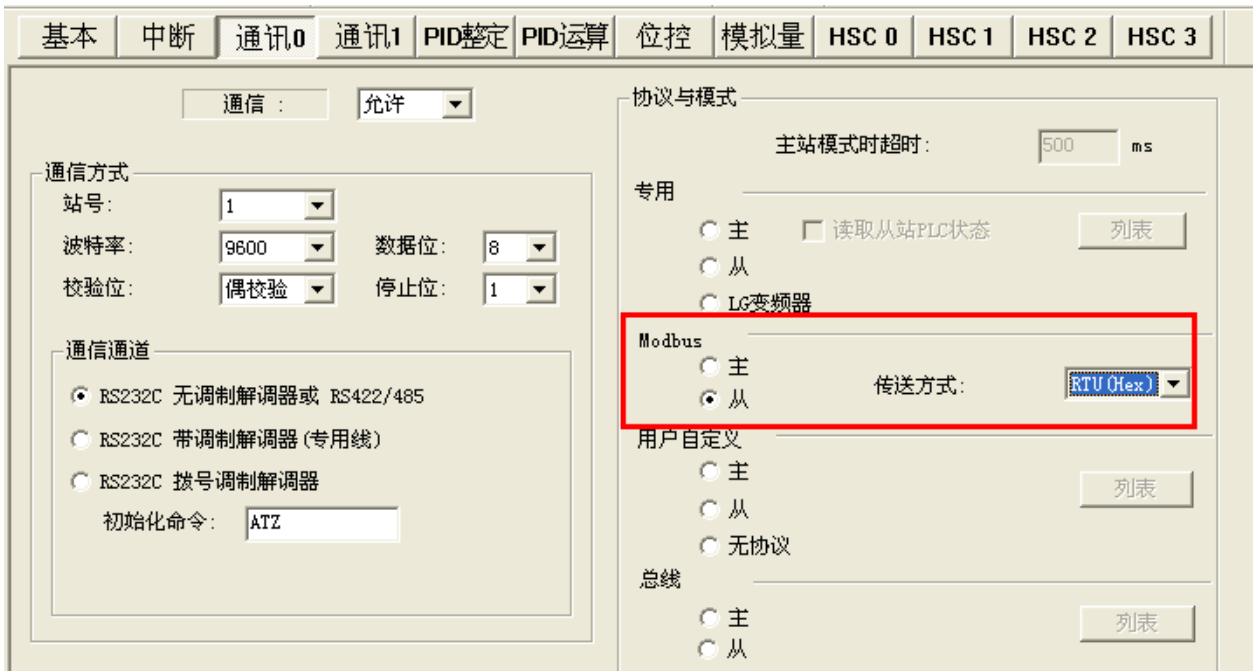 基本 中断 通讯0 通讯1 PID整定 PID运算 位控 模拟量 HSC 0 HSC 1 HSC 2 HSC 3
通信 : 允许
通信方式
站号: 1
波特率: 9600 数据位: 8
校验位: 偶校验 停止位: 1
通信通道
RS232C 无调制解调器或 RS422/485
RS232C 带调制解调器(专用线)
RS232C 拨号调制解调器
初始化命令: ATZ
协议与模式
主站模式时超时: 500 ms
专用
主 读取从站PLC状态 列表
从
LG变频器
Modbus
主
从 传送方式: RTU(Hex)
用户自定义
主 列表
从
无协议
总线
主 列表
从